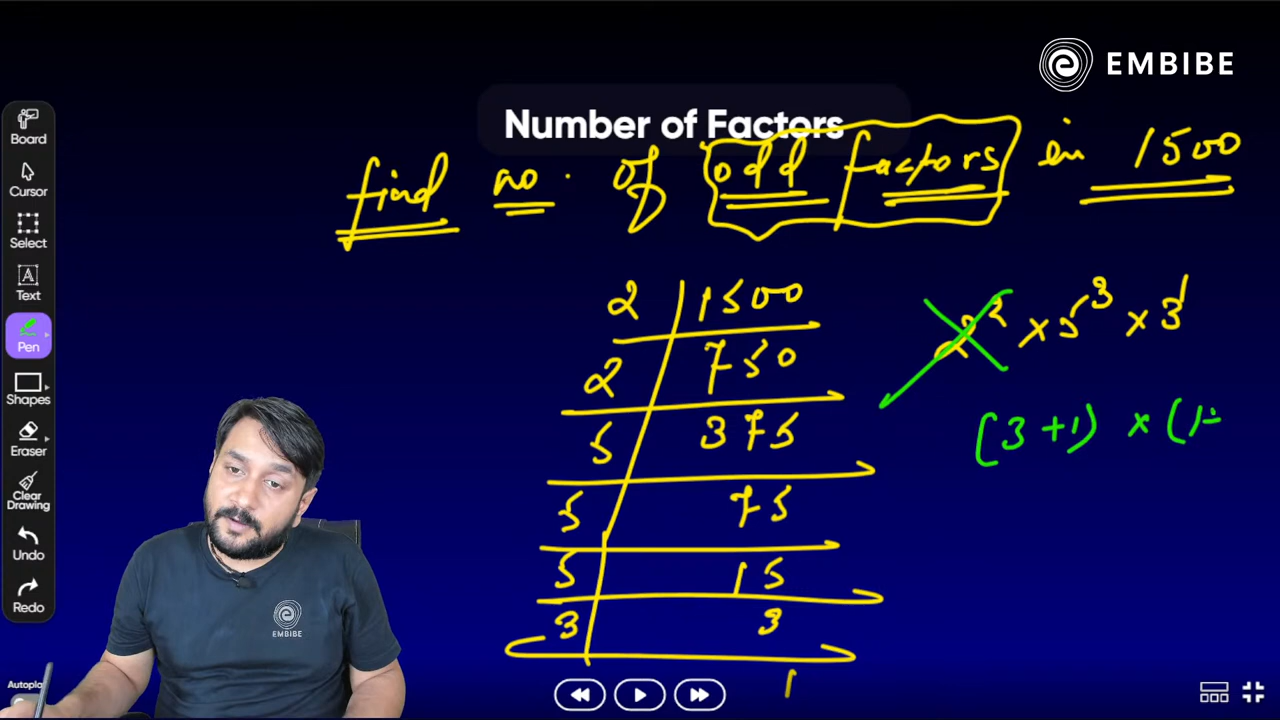 EMBIBE
Number of Factors
find no. of odd factors in 1500
2 | 1500
2 | 750
5 | 375
5 | 75
5 | 15
3 | 3
1
2² × 5³ × 3¹
(3+1) × (1+
Board
Cursor
Select
A
Text
Pen
Shapes
Eraser
Clear
Drawing
Undo
Redo
EMBIBE